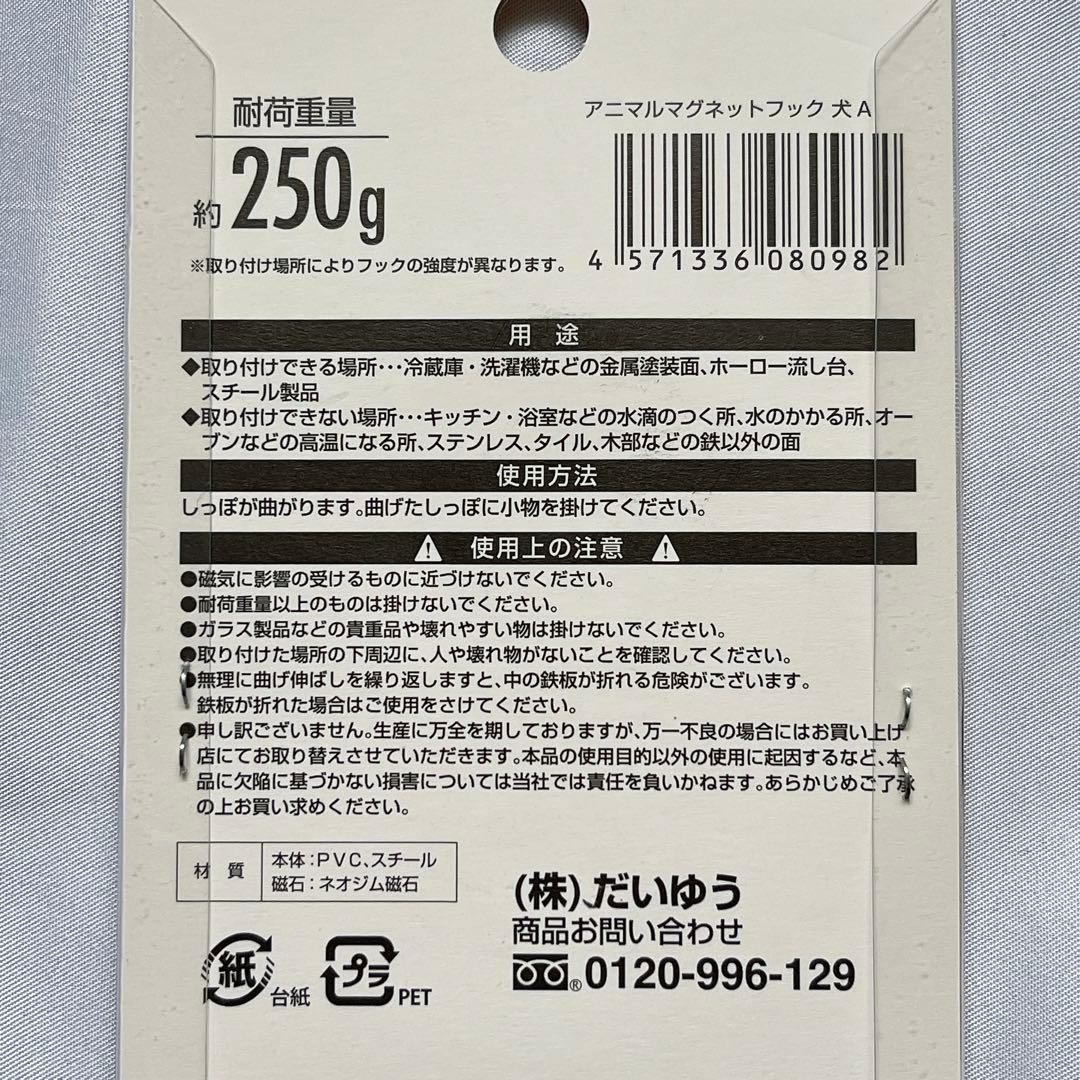 耐荷重量
約250g
※取り付け場所によりフックの強度が異なります。
アニマルマグネットフック 犬A
4 571336 080982
用 途
◆取り付けできる場所…冷蔵庫・洗濯機などの金属塗装面、ホーロー流し台、
スチール製品
◆取り付けできない場所…キッチン・浴室などの水滴のつく所、水のかかる所、オー
ブンなどの高温になる所、ステンレス、タイル、木部などの鉄以外の面
使用方法
しっぽが曲がります。曲げたしっぽに小物を掛けてください。
使用上の注意
●磁気に影響の受けるものに近づけないでください。
●耐荷重量以上のものは掛けないでください。
●ガラス製品などの貴重品や壊れやすい物は掛けないでください。
●取り付けた場所の下周辺に、人や壊れ物がないことを確認してください。
●無理に曲げ伸ばしを繰り返しますと、中の鉄板が折れる危険がございます。
鉄板が折れた場合はご使用をさけてください。
●申し訳ございません。生産に万全を期しておりますが、万一不良の場合にはお買い上げ
店にてお取り替えさせていただきます。本品の使用目的以外の使用に起因するなど、本
品に欠陥に基づかない損害については当社では責任を負いかねます。あらかじめご了承
の上お買い求めください。
材 質
本体:PVC、スチール
磁石:ネオジム磁石
(株)だいゆう
商品お問い合わせ
®0120-996-129
紙 台紙
プラ PET